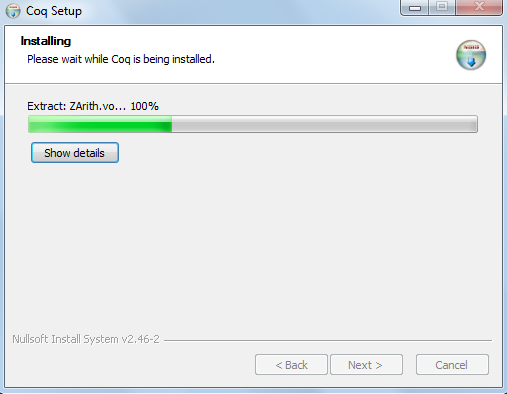 Coq Setup
Installing
Please wait while Coq is being installed.
Extract: ZArith.vo... 100%
Show details
Nullsoft Install System v2.46-2
< Back
Next >
Cancel